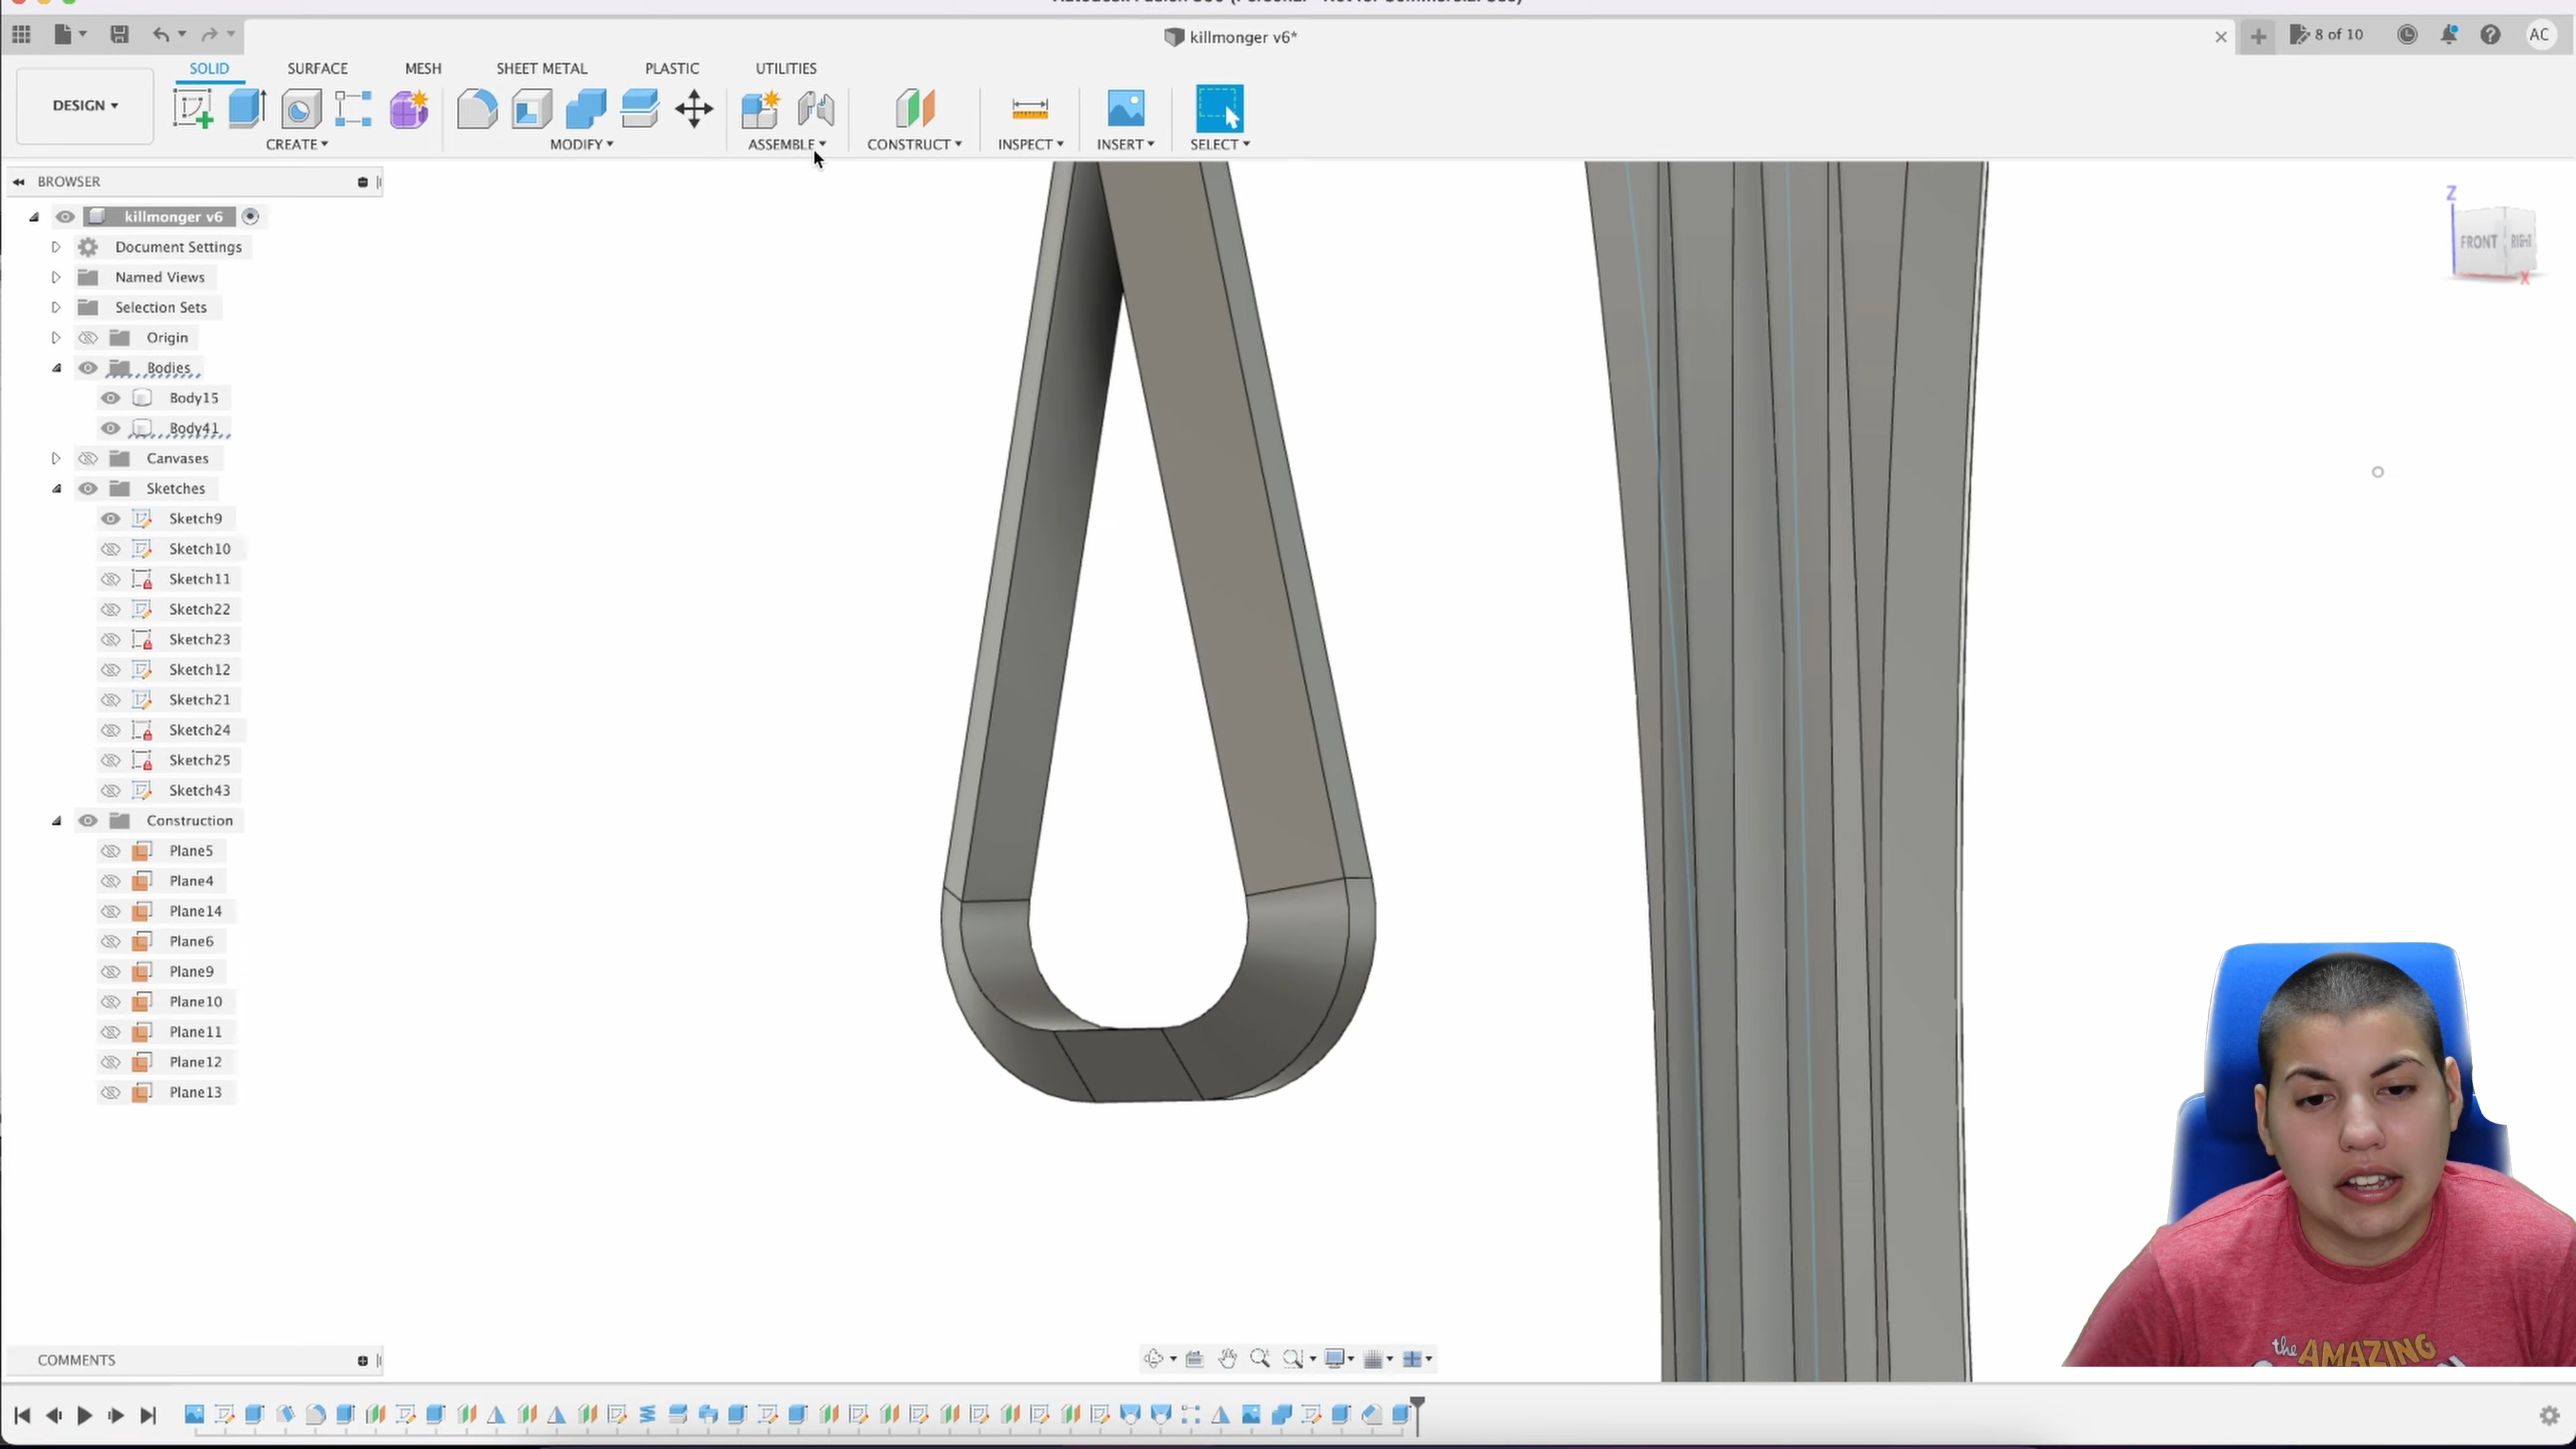 killmonger v6*
8 of 10
AC
DESIGN
SOLID
SURFACE
MESH
SHEET METAL
PLASTIC
UTILITIES
CREATE
MODIFY
ASSEMBLE
CONSTRUCT
INSPECT
INSERT
SELECT
BROWSER
killmonger v6
Document Settings
Named Views
Selection Sets
Origin
Bodies
Body15
Body41
Canvases
Sketches
Sketch9
Sketch10
Sketch11
Sketch22
Sketch23
Sketch12
Sketch21
Sketch24
Sketch25
Sketch43
Construction
Plane5
Plane4
Plane14
Plane6
Plane9
Plane10
Plane11
Plane12
Plane13
Z
FRONT
RIGHT
X
the AMAZING
COMMENTS